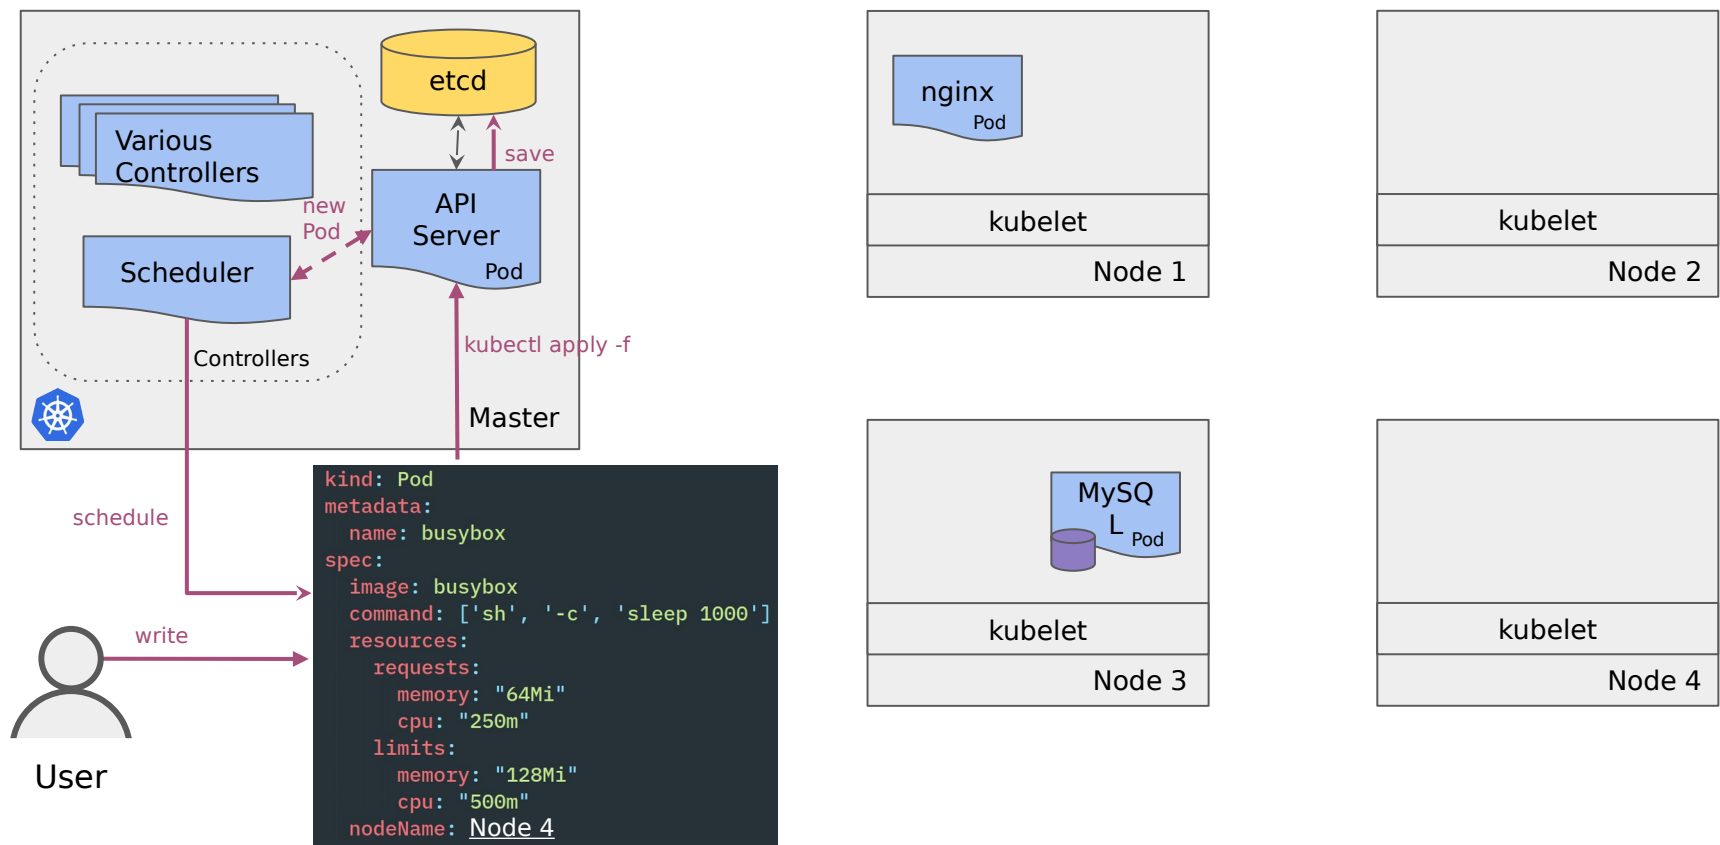 etcd
Various
Controllers
save
new
Pod
API
Server
Pod
Scheduler
Controllers
kubectl apply -f
Master
schedule
write
User
kind: Pod
metadata:
  name: busybox
spec:
  image: busybox
  command: ['sh', '-c', 'sleep 1000']
  resources:
    requests:
      memory: "64Mi"
      cpu: "250m"
    limits:
      memory: "128Mi"
      cpu: "500m"
  nodeName: Node 4
nginx
Pod
kubelet
Node 1
kubelet
Node 2
MySQ
L
Pod
kubelet
Node 3
kubelet
Node 4